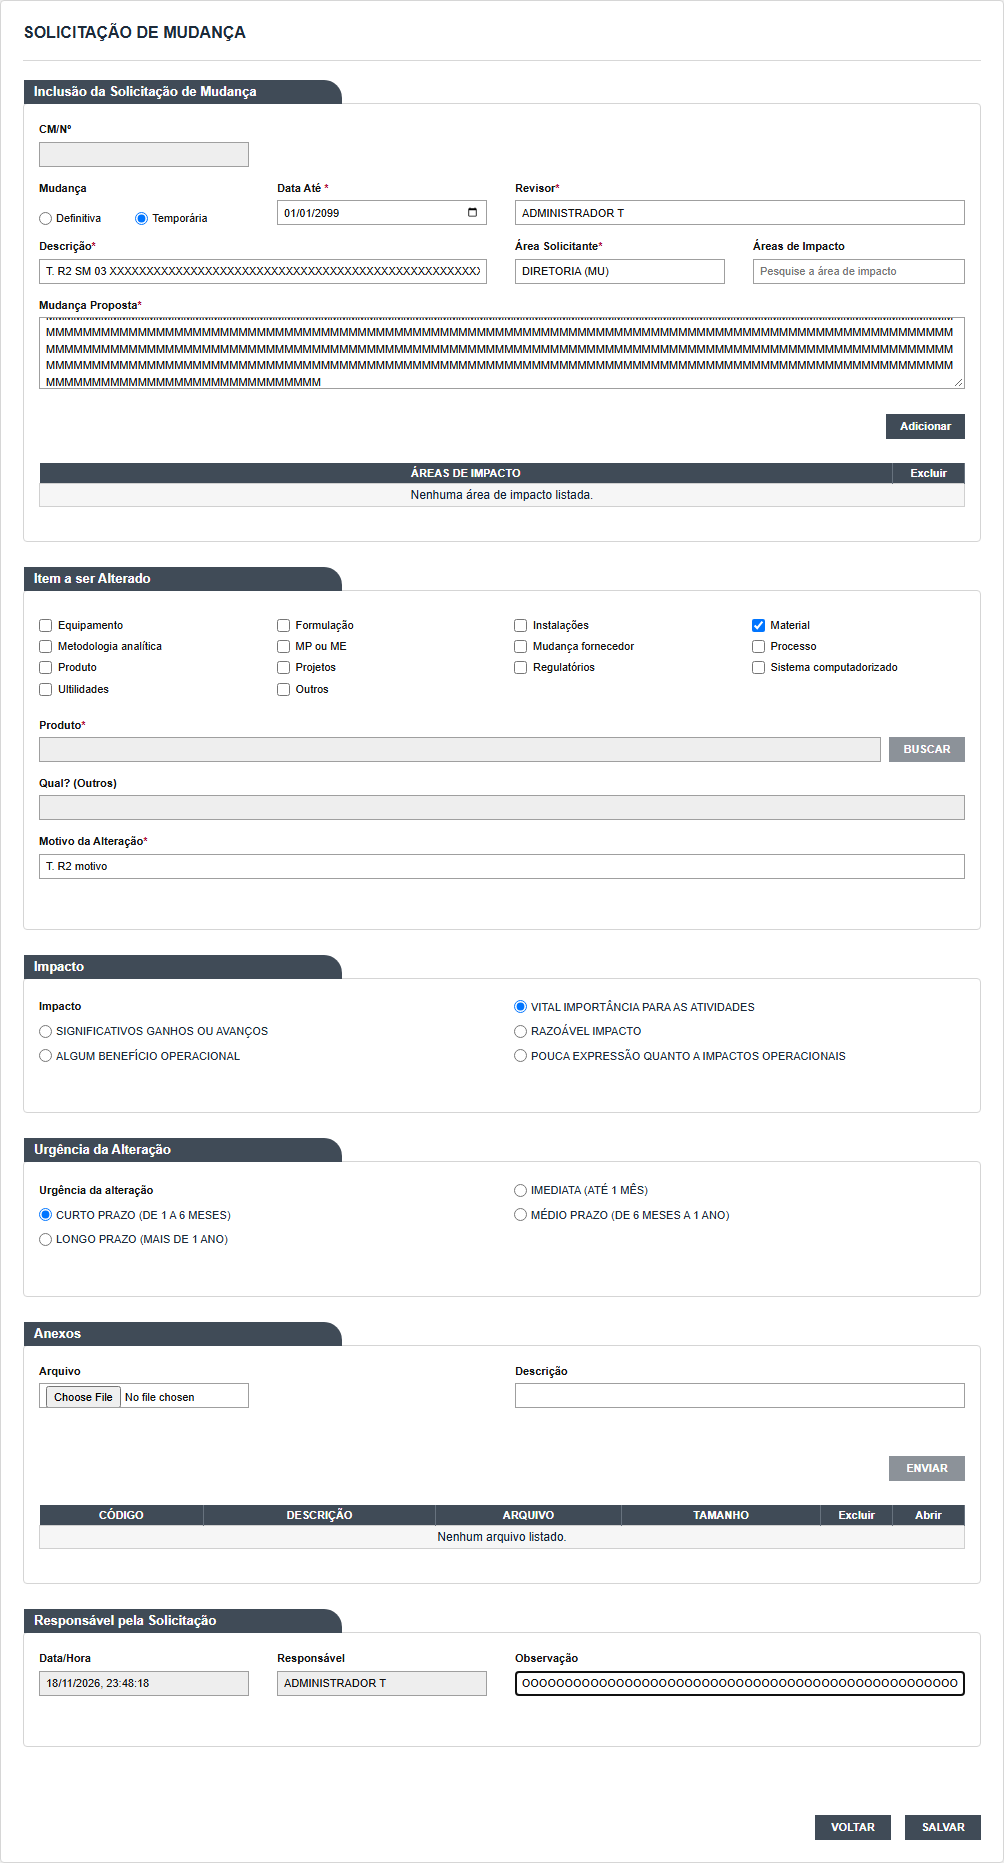 SOLICITAÇÃO DE MUDANÇA
Inclusão da Solicitação de Mudança
CM/Nº
Mudança
Data Até *
Revisor*
Definitiva
Temporária
01/01/2099
ADMINISTRADOR T
Descrição*
Área Solicitante*
Áreas de Impacto
T. R2 SM 03
DIRETORIA (MU)
Pesquise a área de impacto
Mudança Proposta*
Adicionar
ÁREAS DE IMPACTO Excluir
Nenhuma área de impacto listada.
Item a ser Alterado
Equipamento
Formulação
Instalações
Material
Metodologia analítica
MP ou ME
Mudança fornecedor
Processo
Produto
Projetos
Regulatórios
Sistema computadorizado
Ultilidades
Outros
Produto*
BUSCAR
Qual? (Outros)
Motivo da Alteração*
T. R2 motivo
Impacto
Impacto
VITAL IMPORTÂNCIA PARA AS ATIVIDADES
SIGNIFICATIVOS GANHOS OU AVANÇOS
RAZOÁVEL IMPACTO
ALGUM BENEFÍCIO OPERACIONAL
POUCA EXPRESSÃO QUANTO A IMPACTOS OPERACIONAIS
Urgência da Alteração
Urgência da alteração
IMEDIATA (ATÉ 1 MÊS)
CURTO PRAZO (DE 1 A 6 MESES)
MÉDIO PRAZO (DE 6 MESES A 1 ANO)
LONGO PRAZO (MAIS DE 1 ANO)
Anexos
Arquivo
Descrição
Choose File No file chosen
ENVIAR
CÓDIGO DESCRIÇÃO ARQUIVO TAMANHO Excluir Abrir
Nenhum arquivo listado.
Responsável pela Solicitação
Data/Hora
Responsável
Observação
18/11/2026, 23:48:18
ADMINISTRADOR T
VOLTAR
SALVAR